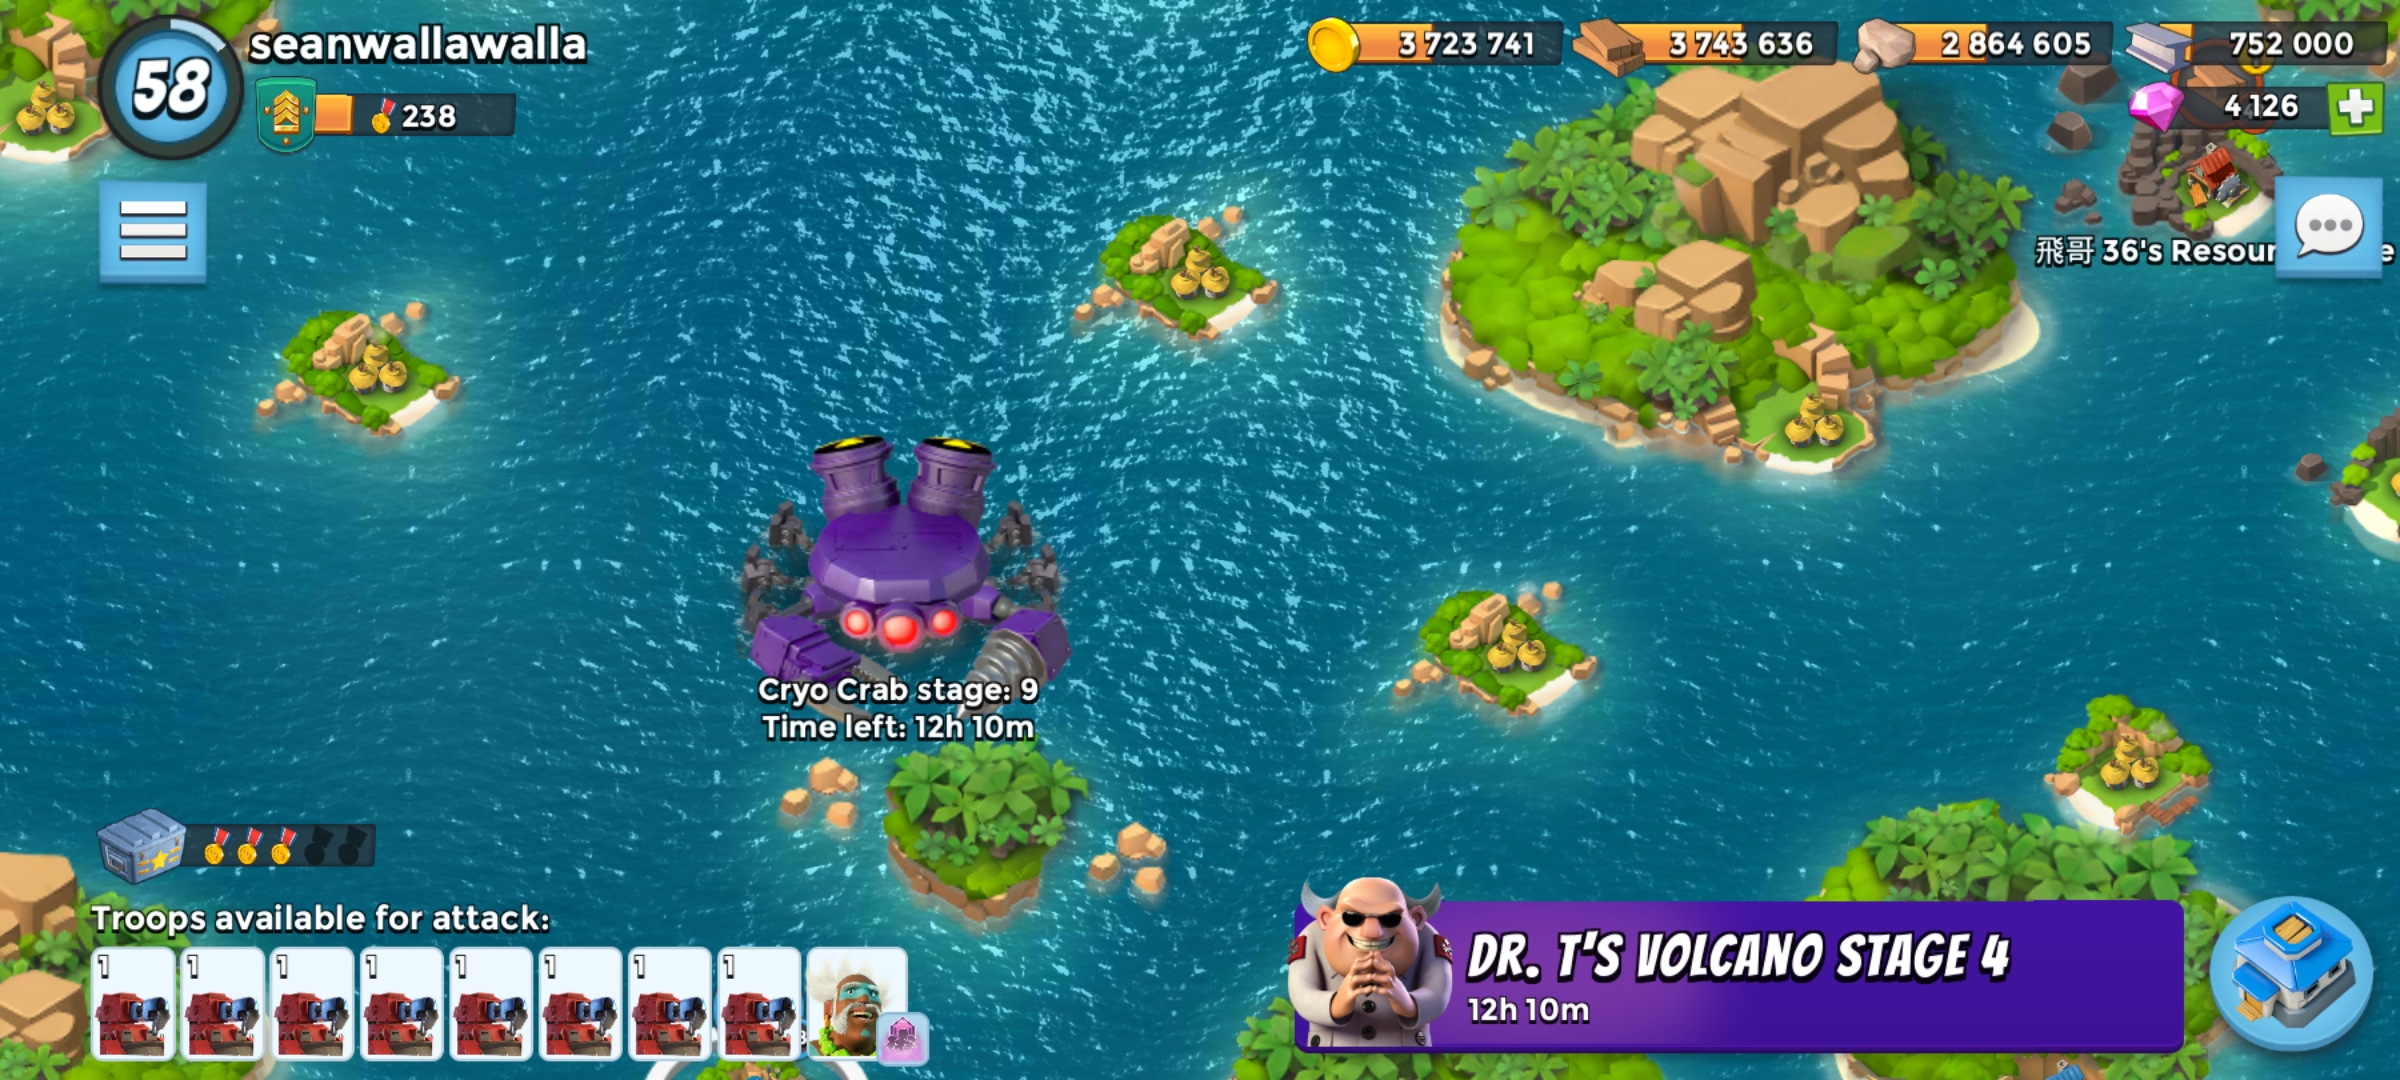 58
seanwallawalla
238
3 723 741
3 743 636
2 864 605
752 000
4 126
飛哥 36's Resour
Cryo Crab stage: 9
Time left: 12h 10m
Troops available for attack:
1 1 1 1 1 1 1 1
DR. T'S VOLCANO STAGE 4
12h 10m